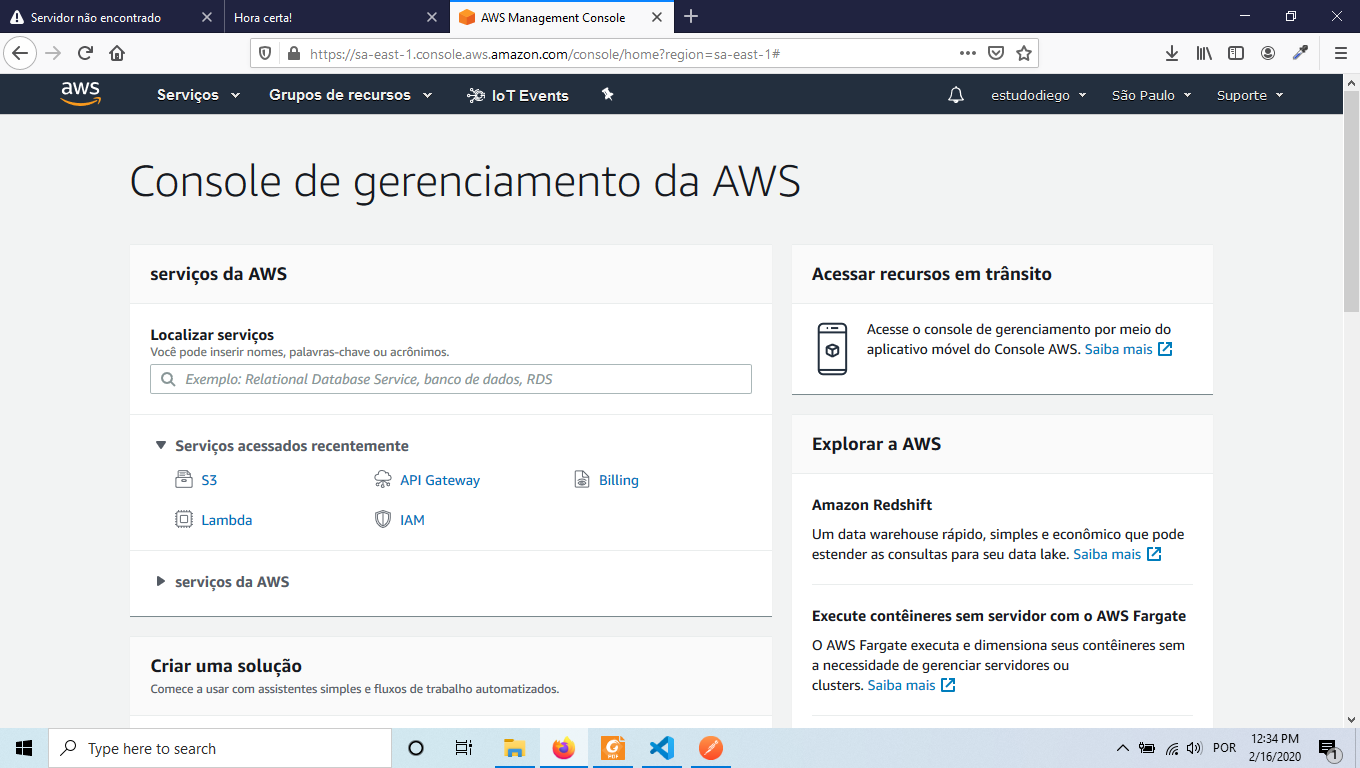 Servidor não encontrado
Hora certa!
AWS Management Console
https://sa-east-1.console.aws.amazon.com/console/home?region=sa-east-1#
aws
Serviços
Grupos de recursos
IoT Events
estudodiego
São Paulo
Suporte
Console de gerenciamento da AWS
serviços da AWS
Localizar serviços
Você pode inserir nomes, palavras-chave ou acrônimos.
Exemplo: Relational Database Service, banco de dados, RDS
Serviços acessados recentemente
S3
API Gateway
Billing
Lambda
IAM
serviços da AWS
Criar uma solução
Comece a usar com assistentes simples e fluxos de trabalho automatizados.
Acessar recursos em trânsito
Acesse o console de gerenciamento por meio do
aplicativo móvel do Console AWS. Saiba mais
Explorar a AWS
Amazon Redshift
Um data warehouse rápido, simples e econômico que pode
estender as consultas para seu data lake. Saiba mais
Execute contêineres sem servidor com o AWS Fargate
O AWS Fargate executa e dimensiona seus contêineres sem
a necessidade de gerenciar servidores ou
clusters. Saiba mais
Type here to search
PDF
POR
12:34 PM
2/16/2020
1